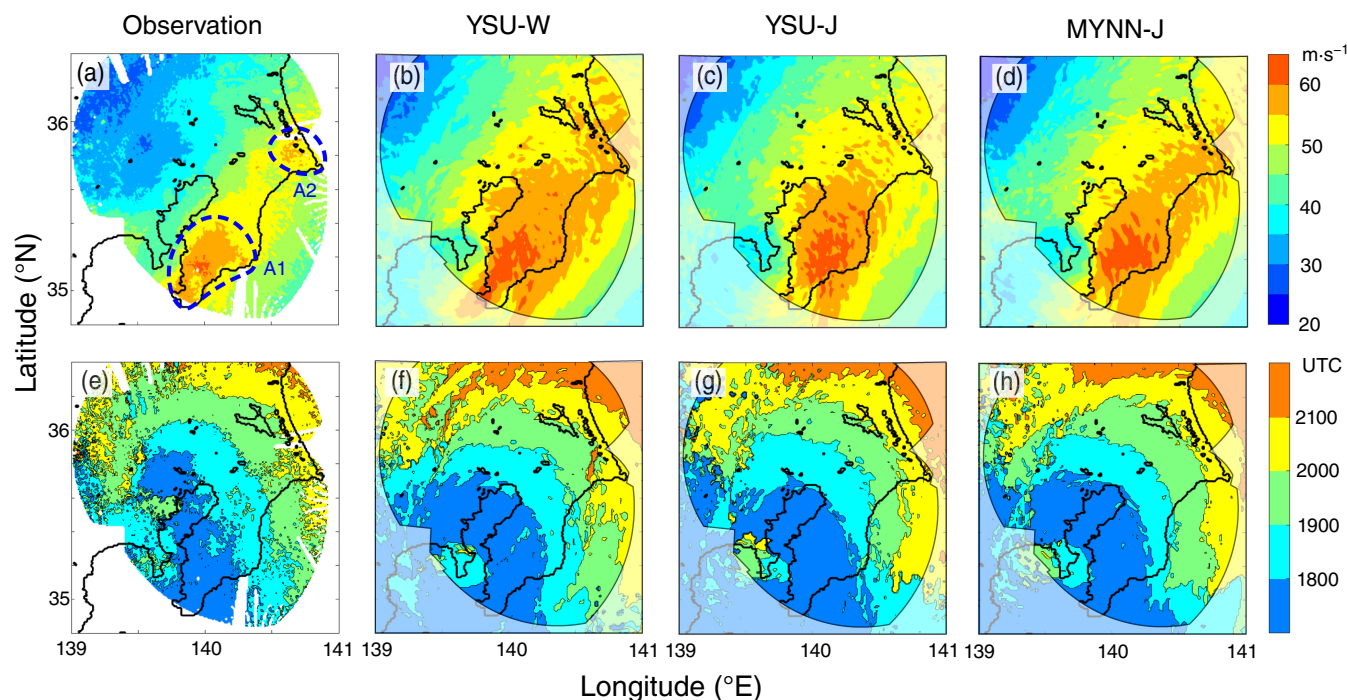 Observation YSU-W YSU-J MYNN-J
(a) (b) (c) (d) m·s⁻¹
60
50
40
30
20
36
35
A2
A1
Latitude (°N)
(e) (f) (g) (h) UTC
2100
2000
1900
1800
36
35
139 140 141 139 140 141 139 140 141 139 140 141
Longitude (°E)